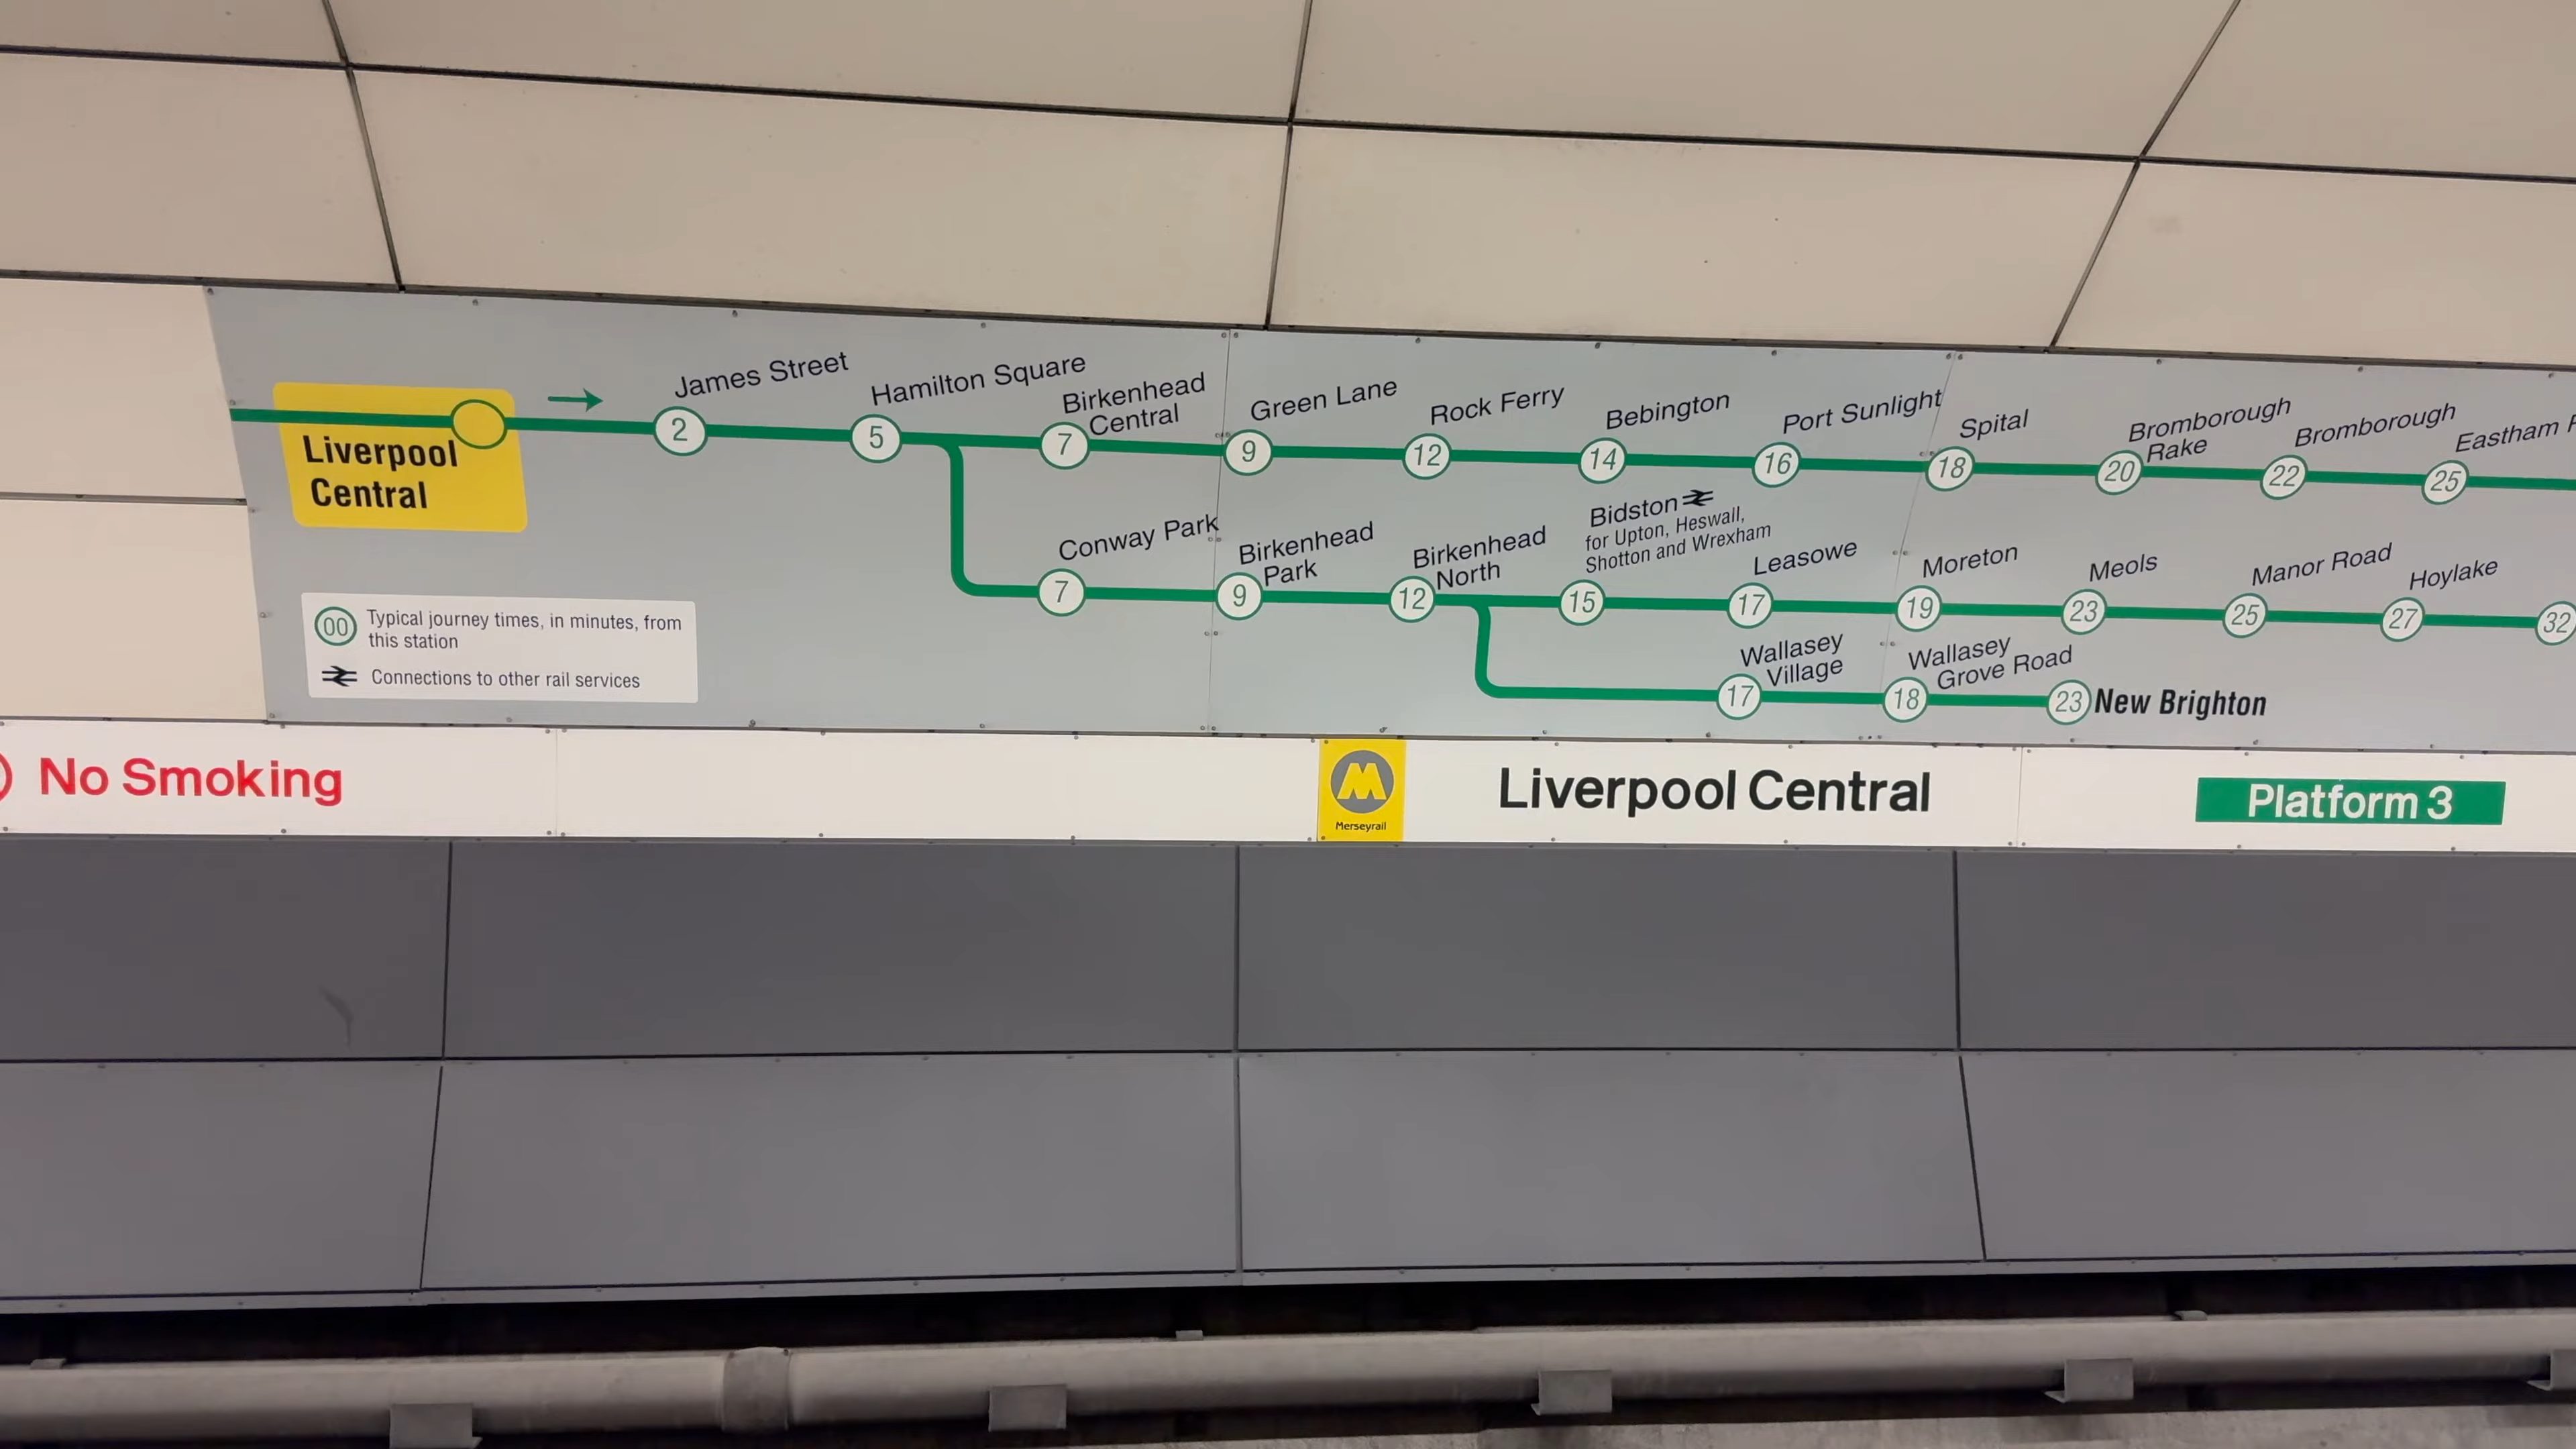 Liverpool
Central
James Street
2
Hamilton Square
5
Birkenhead
Central
7
Green Lane
9
Rock Ferry
12
Bebington
14
Port Sunlight
16
Spital
18
Bromborough
Rake
20
Bromborough
22
Eastham
25
Conway Park
7
Birkenhead
Park
9
Birkenhead
North
12
Bidston
for Upton, Heswall,
Shotton and Wrexham
15
Leasowe
17
Moreton
19
Meols
23
Manor Road
25
Hoylake
27
32
Wallasey
Village
17
Wallasey
Grove Road
18
23 New Brighton
00 Typical journey times, in minutes, from
this station
Connections to other rail services
No Smoking
M
Merseyrail
Liverpool Central
Platform 3